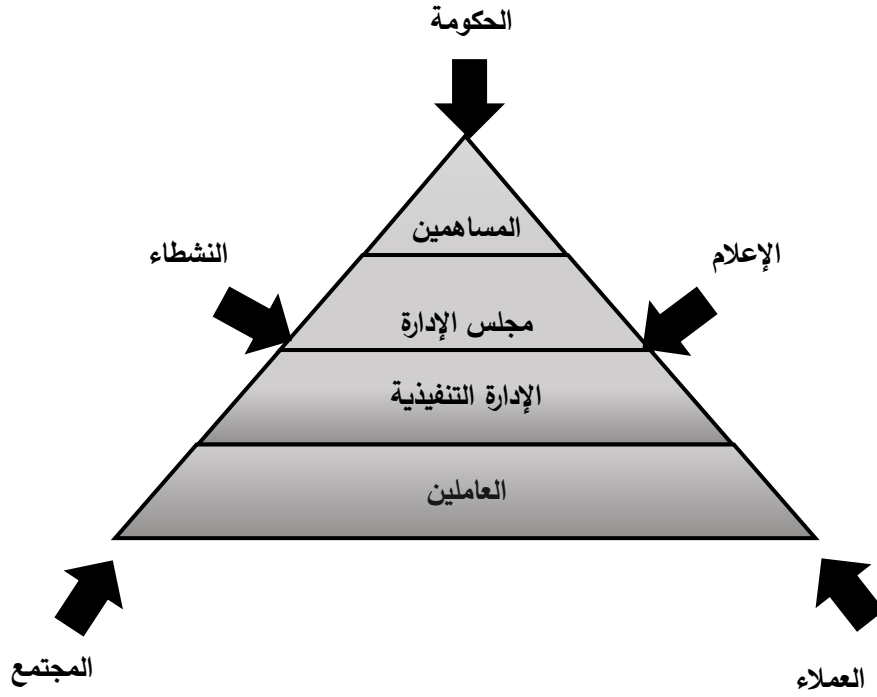 الحكومة
المساهمين
الإعلام
النشطاء
مجلس الإدارة
الإدارة التنفيذية
العاملين
المجتمع
العملاء